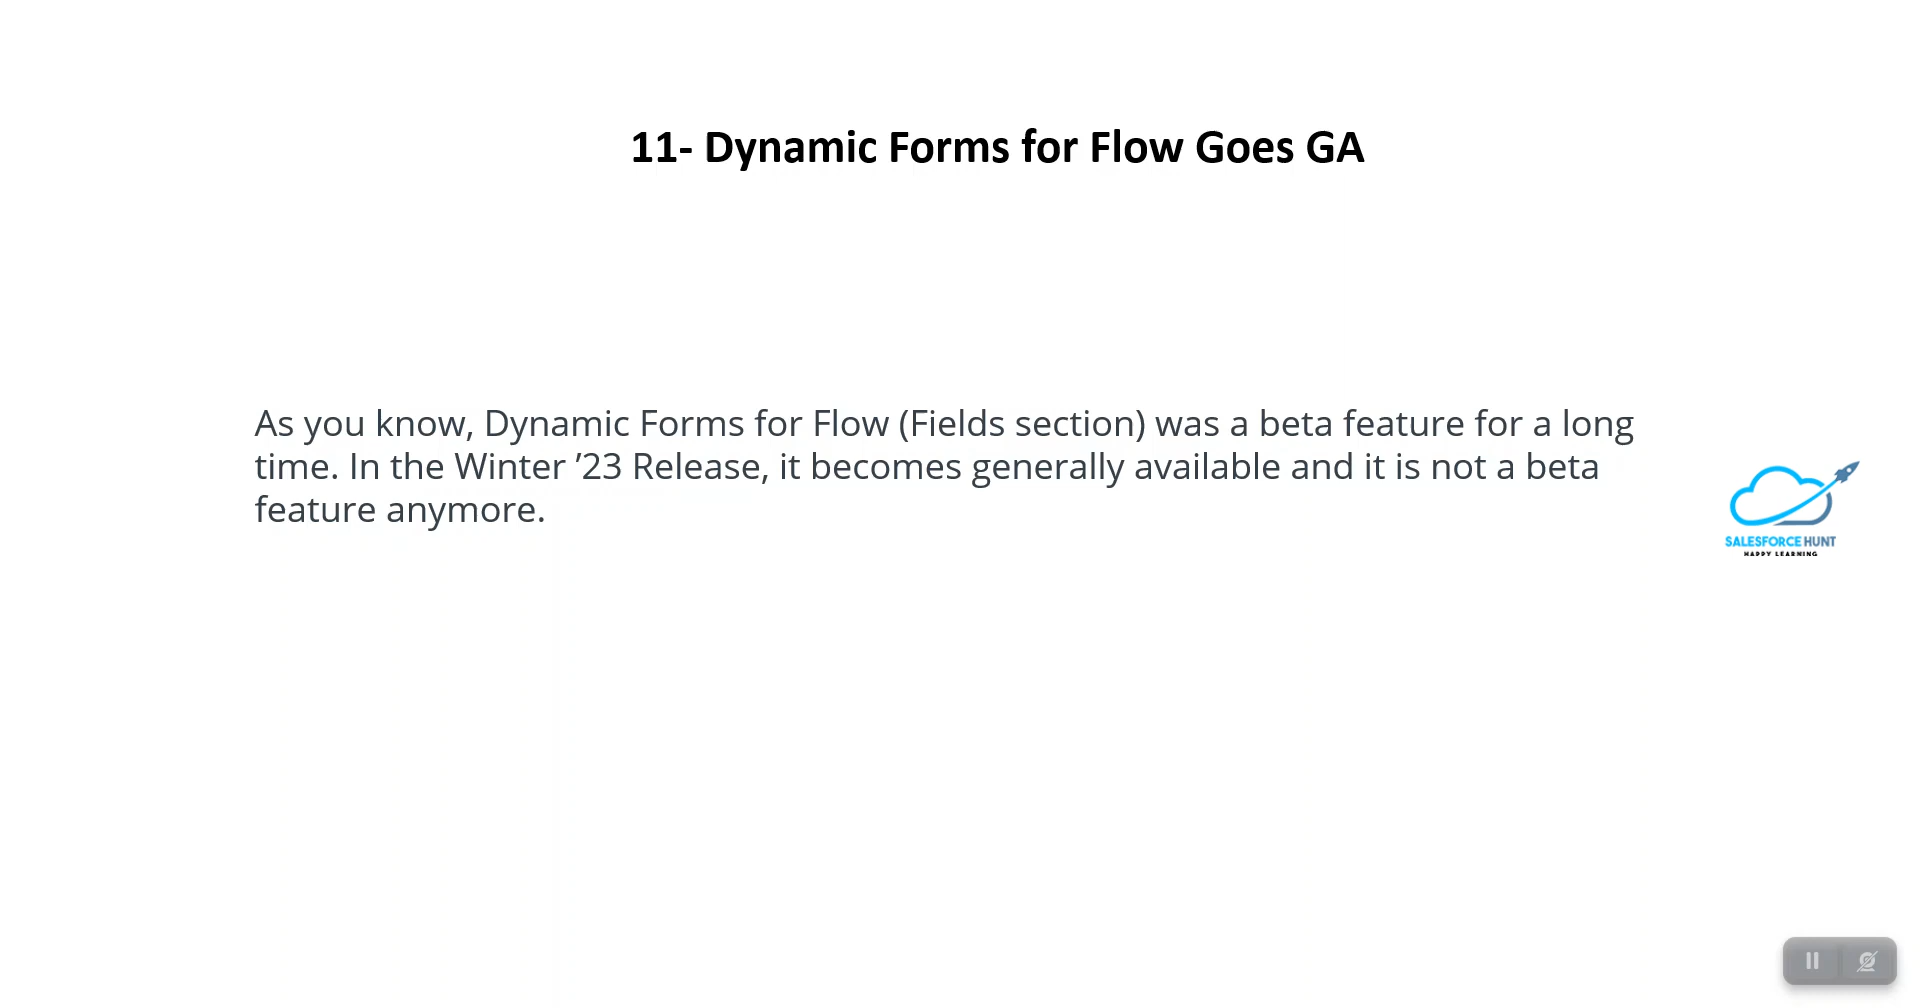 11- Dynamic Forms for Flow Goes GA
As you know, Dynamic Forms for Flow (Fields section) was a beta feature for a long
time. In the Winter ’23 Release, it becomes generally available and it is not a beta
feature anymore.
SALESFORCE HUNT
HAPPY LEARNING